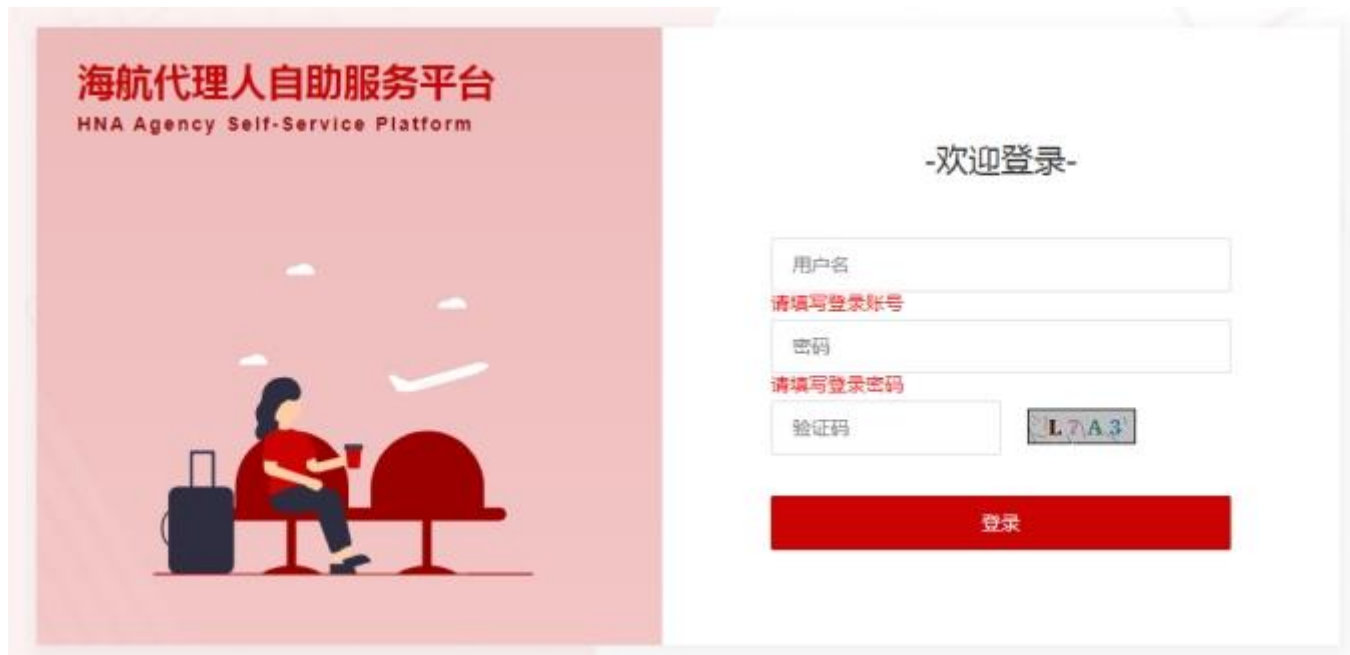 海航代理人自助服务平台
HNA Agency Self-Service Platform
-欢迎登录-
用户名
请填写登录账号
密码
请填写登录密码
验证码
L7A3
登录